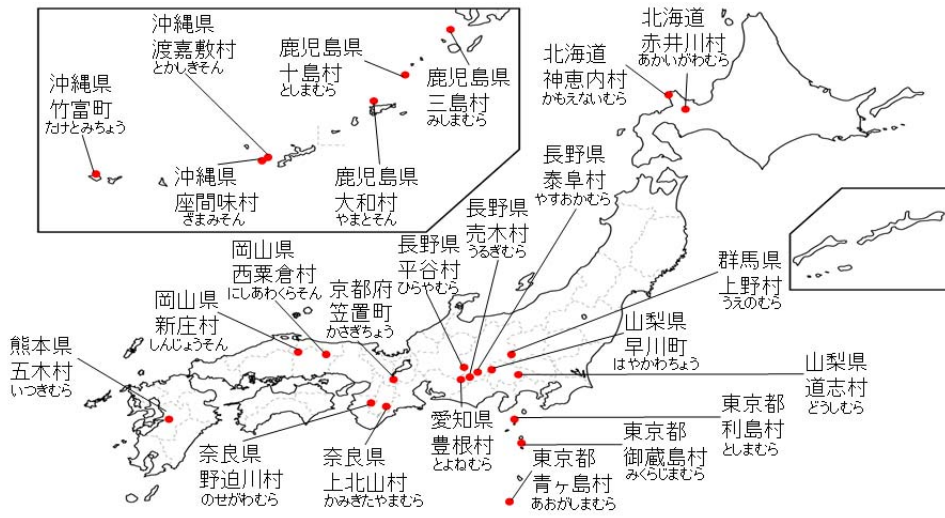 沖縄県
渡嘉敷村
とかしきそん
鹿児島県
十島村
としまむら
鹿児島県
三島村
みしまむら
沖縄県
竹富町
たけとみちょう
沖縄県
座間味村
ざまみそん
鹿児島県
大和村
やまとそん
北海道
神恵内村
かもえないむら
北海道
赤井川村
あかいがわむら
長野県
泰阜村
やすおかむら
長野県
売木村
うるぎむら
長野県
平谷村
ひらやむら
岡山県
西粟倉村
にしあわくらそん
京都府
笠置町
かさぎちょう
岡山県
新庄村
しんじょうそん
熊本県
五木村
いつきむら
群馬県
上野村
うえのむら
山梨県
早川町
はやかわちょう
山梨県
道志村
どうしむら
奈良県
野迫川村
のせがわむら
奈良県
上北山村
かみきたやまむら
愛知県
豊根村
とよねむら
東京都
利島村
としまむら
東京都
御蔵島村
みくらじまむら
東京都
青ヶ島村
あおがしまむら